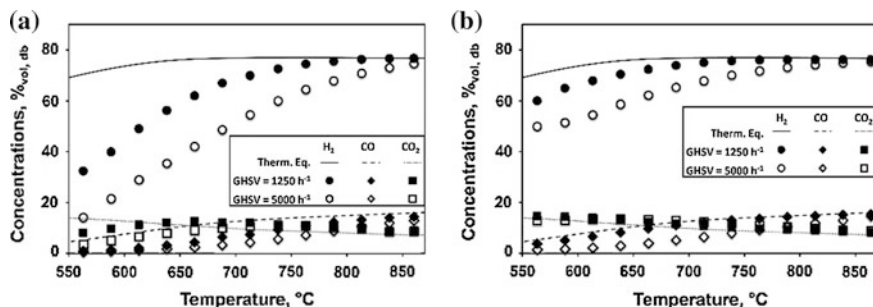 (a)
Concentrations, %vol, db
80
60
40
20
0
H2 CO CO2
Therm. Eq.
GHSV = 1250 h-1
GHSV = 5000 h-1
550 600 650 700 750 800 850
Temperature, °C
(b)
Concentrations, %vol, db
80
60
40
20
0
H2 CO CO2
Therm. Eq.
GHSV = 1250 h-1
GHSV = 5000 h-1
550 600 650 700 750 800 850
Temperature, °C